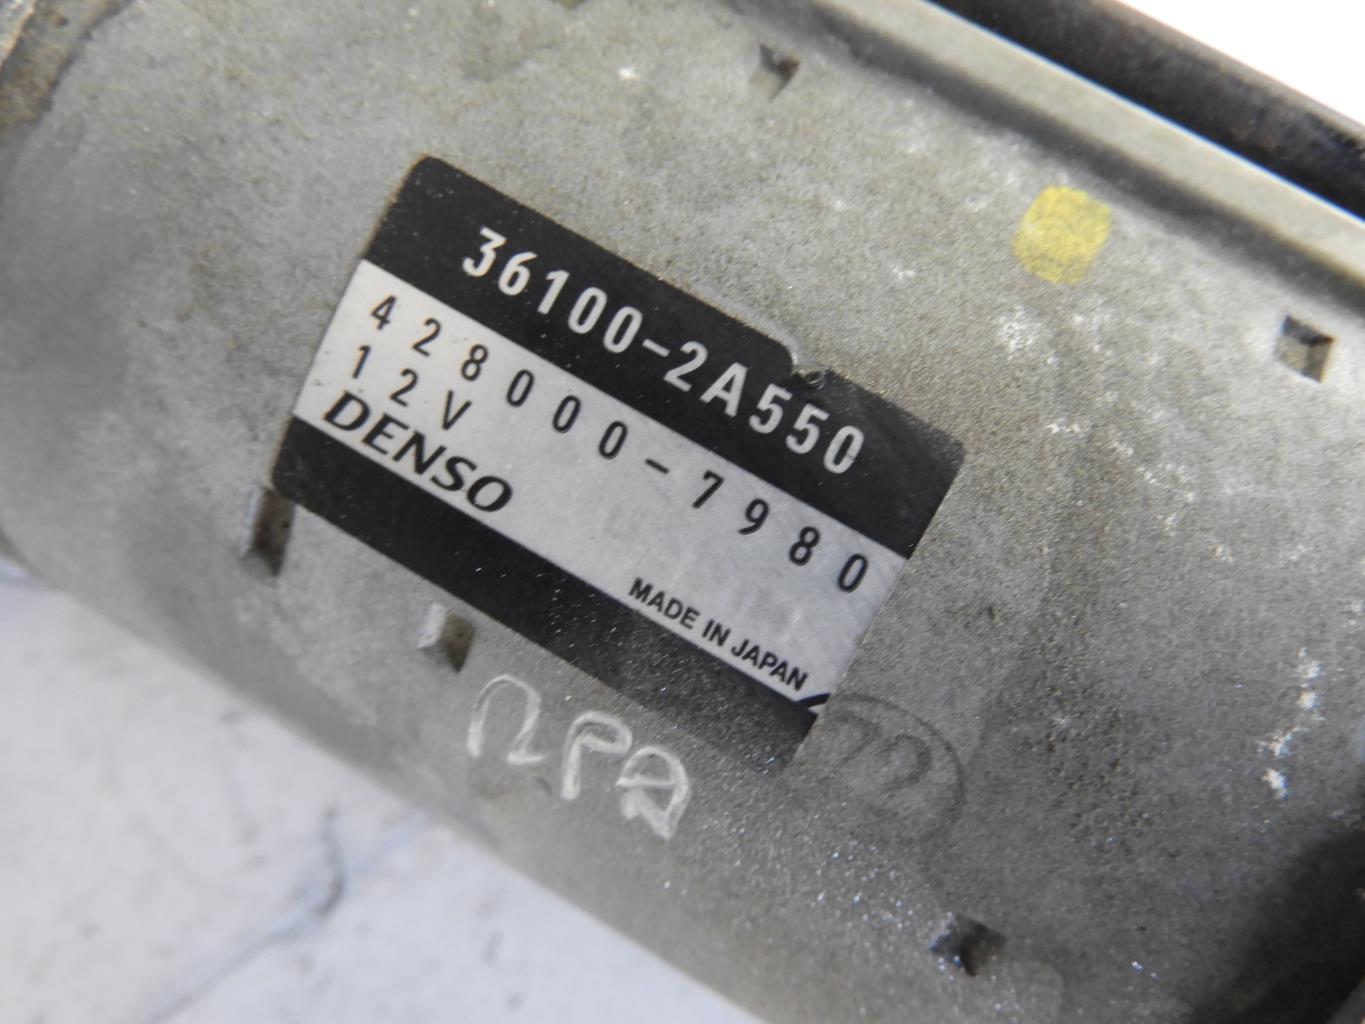 36100-2A550
428000-7980
12V
DENSO
MADE IN JAPAN